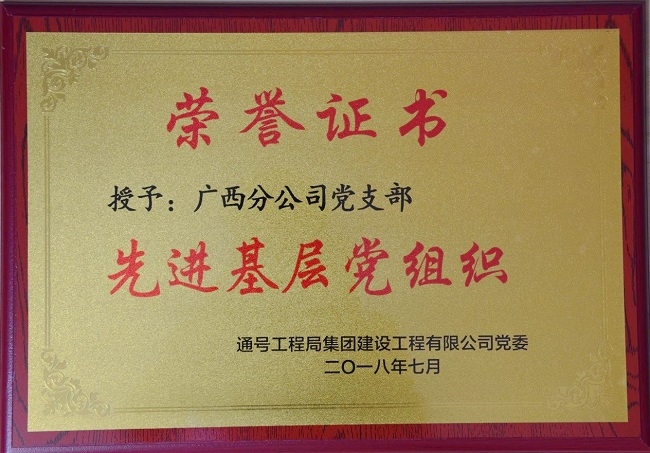 荣誉证书
授予：广西分公司党支部
先进基层党组织
通号工程局集团建设工程有限公司党委
二〇一八年七月